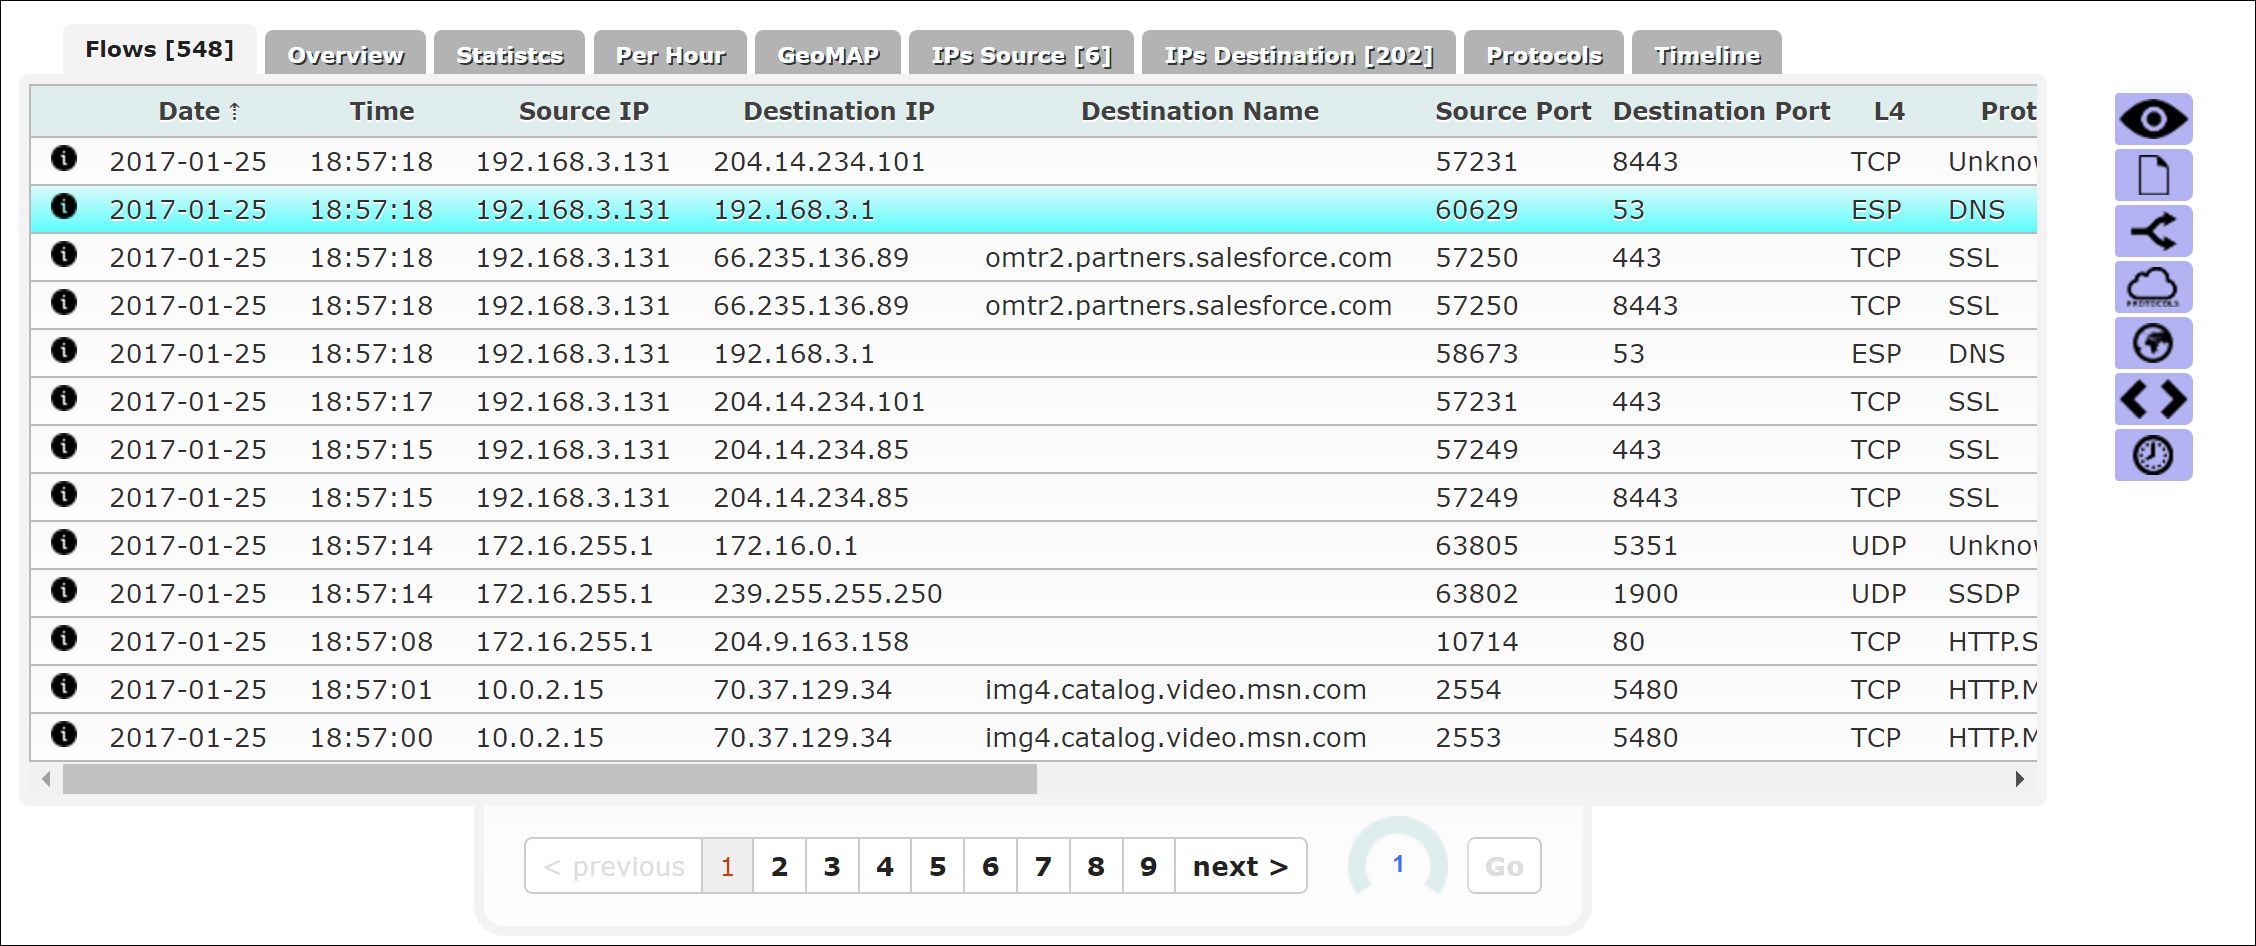 Flows [548] Overview Statistcs Per Hour GeoMAP IPs Source [6] IPs Destination [202] Protocols Timeline
Date Time Source IP Destination IP Destination Name Source Port Destination Port L4 Prot
2017-01-25 18:57:18 192.168.3.131 204.14.234.101 57231 8443 TCP Unknow
2017-01-25 18:57:18 192.168.3.131 192.168.3.1 60629 53 ESP DNS
2017-01-25 18:57:18 192.168.3.131 66.235.136.89 omtr2.partners.salesforce.com 57250 443 TCP SSL
2017-01-25 18:57:18 192.168.3.131 66.235.136.89 omtr2.partners.salesforce.com 57250 8443 TCP SSL
PROTOCOLS
2017-01-25 18:57:18 192.168.3.131 192.168.3.1 58673 53 ESP DNS
2017-01-25 18:57:17 192.168.3.131 204.14.234.101 57231 443 TCP SSL
2017-01-25 18:57:15 192.168.3.131 204.14.234.85 57249 443 TCP SSL
2017-01-25 18:57:15 192.168.3.131 204.14.234.85 57249 8443 TCP SSL
2017-01-25 18:57:14 172.16.255.1 172.16.0.1 63805 5351 UDP Unknow
2017-01-25 18:57:14 172.16.255.1 239.255.255.250 63802 1900 UDP SSDP
2017-01-25 18:57:08 172.16.255.1 204.9.163.158 10714 80 TCP HTTP.S
2017-01-25 18:57:01 10.0.2.15 70.37.129.34 img4.catalog.video.msn.com 2554 5480 TCP HTTP.M
2017-01-25 18:57:00 10.0.2.15 70.37.129.34 img4.catalog.video.msn.com 2553 5480 TCP HTTP.M
< previous 1 2 3 4 5 6 7 8 9 next > 1 Go